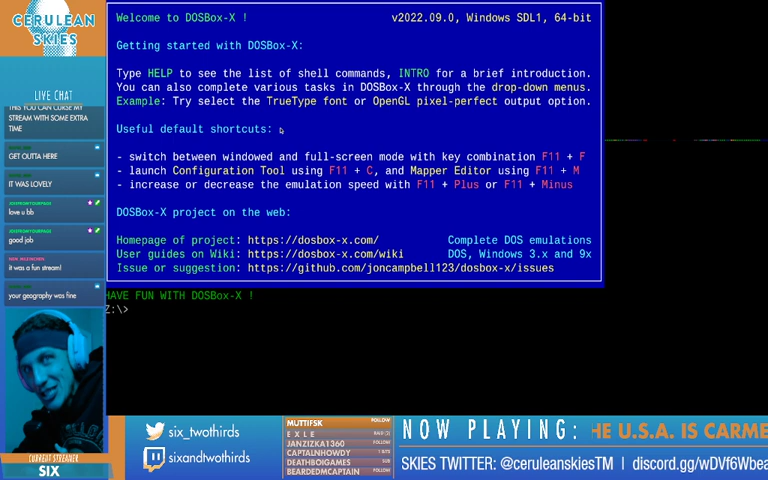 CERULEAN
SKIES
LIVE CHAT
THIS YOU CAN CURSE MY
STREAM WITH SOME EXTRA
TIME
GET OUTTA HERE
IT WAS LOVELY
love u bb
good job
it was a fun stream!
your geography was fine
CURRENT STREAMER
SIX
Welcome to DOSBox-X !
v2022.09.0, Windows SDL1, 64-bit
Getting started with DOSBox-X:
Type HELP to see the list of shell commands, INTRO for a brief introduction.
You can also complete various tasks in DOSBox-X through the drop-down menus.
Example: Try select the TrueType font or OpenGL pixel-perfect output option.
Useful default shortcuts:
- switch between windowed and full-screen mode with key combination F11 + F
- launch Configuration Tool using F11 + C, and Mapper Editor using F11 + M
- increase or decrease the emulation speed with F11 + Plus or F11 + Minus
DOSBox-X project on the web:
Homepage of project: https://dosbox-x.com/ Complete DOS emulations
User guides on Wiki: https://dosbox-x.com/wiki DOS, Windows 3.x and 9x
Issue or suggestion: https://github.com/joncampbell123/dosbox-x/issues
HAVE FUN WITH DOSBox-X !
Z:\>
six_twothirds
sixandtwothirds
MUTTIFSK FOLLOW
EXLE RAID
JANZIZKA1360 FOLLOW
CAPTAINHOWDY
DEATHBOIGAMES SUB
BEARDEDMCAPTAIN FOLLOW
NOW PLAYING: HE U.S.A. IS CARME
SKIES TWITTER: @ceruleanskiesTM | discord.gg/wDVf6Wbea